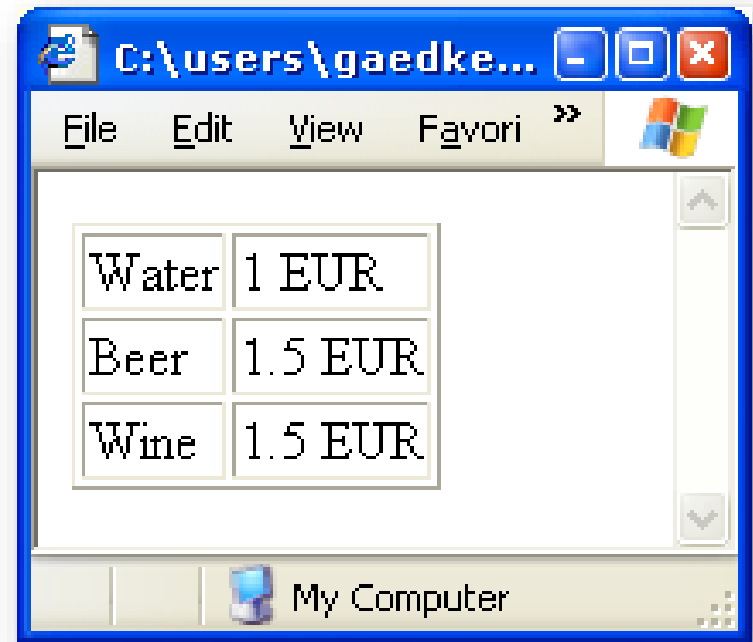 C:\users\gaedke...
File Edit View Favori »
Water 1 EUR
Beer 1.5 EUR
Wine 1.5 EUR
My Computer